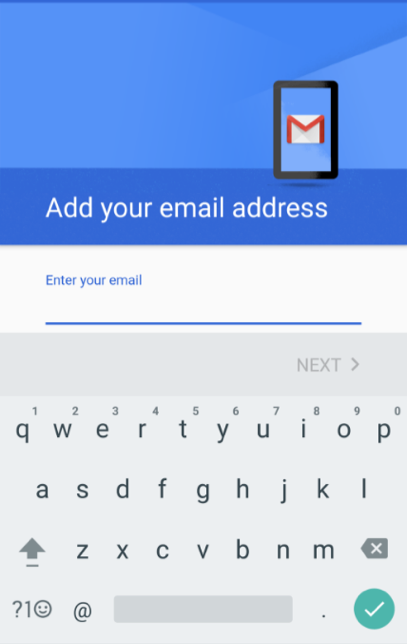 Add your email address
Enter your email
NEXT
1 2 3 4 5 6 7 8 9 0
q w e r t y u i o p
a s d f g h j k l
z x c v b n m
?1☺ @ .